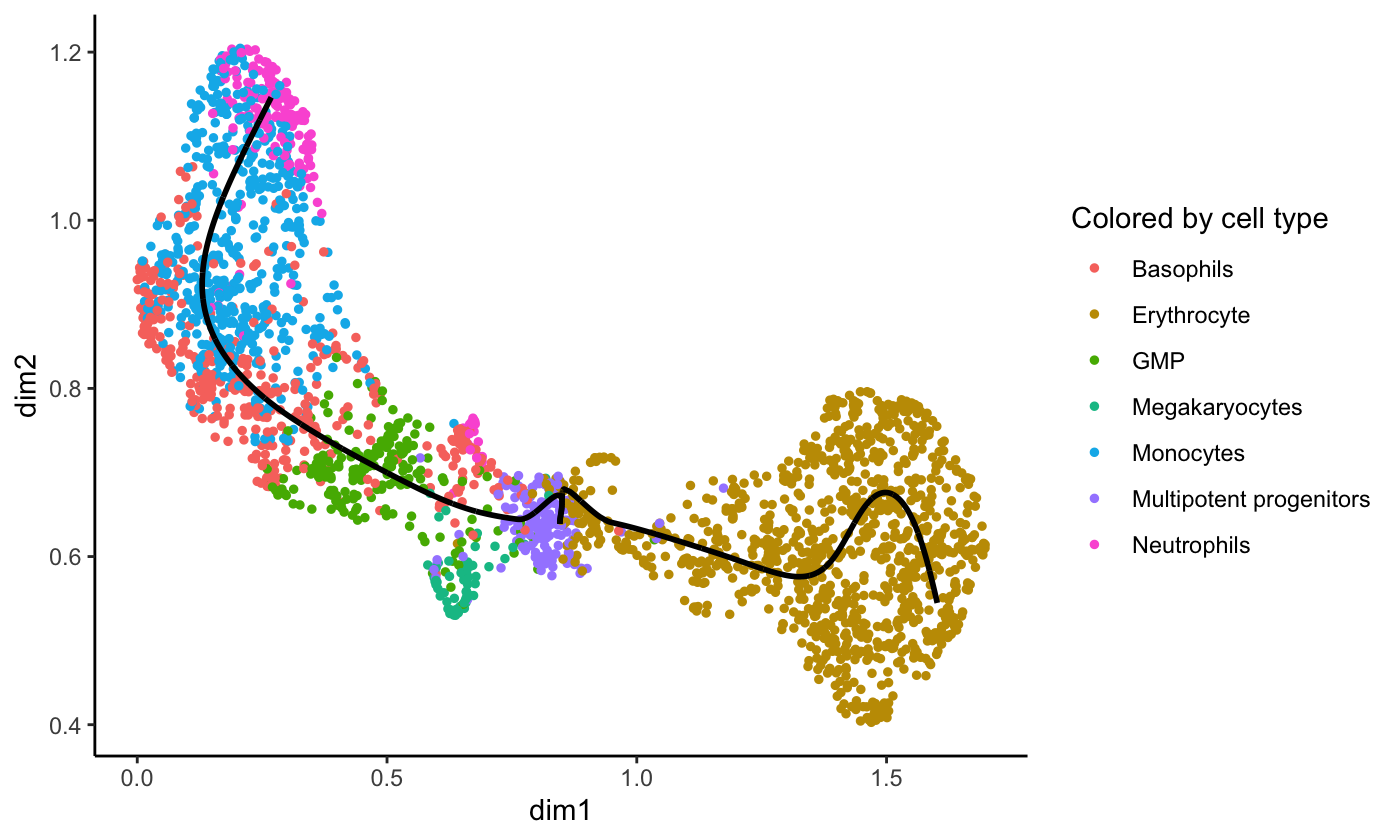 1.2
1.0
0.8
0.6
0.4
dim2
0.0
0.5
1.0
1.5
dim1
Colored by cell type
Basophils
Erythrocyte
GMP
Megakaryocytes
Monocytes
Multipotent progenitors
Neutrophils